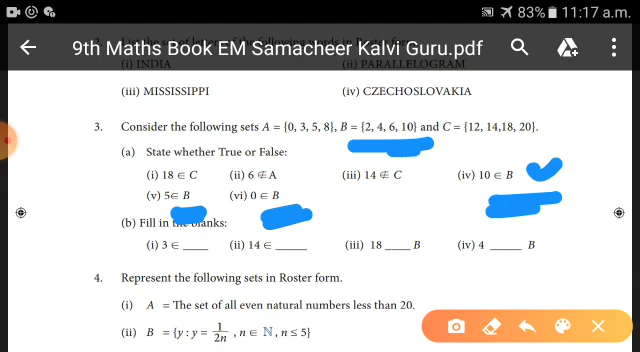 83% 11:17 a.m.
9th Maths Book EM Samacheer Kalvi Guru.pdf
(i) INDIA (ii) PARALLELOGRAM
(iii) MISSISSIPPI (iv) CZECHOSLOVAKIA
3. Consider the following sets A = {0, 3, 5, 8}, B = {2, 4, 6, 10} and C = {12, 14,18, 20}.
(a) State whether True or False:
(i) 18 ∈ C (ii) 6 ∉ A (iii) 14 ∉ C (iv) 10 ∈ B
(v) 5∈ B (vi) 0 ∈ B
(b) Fill in the blanks:
(i) 3 ∈ ____ (ii) 14 ∈ ______ (iii) 18 _____ B (iv) 4 ______ B
4. Represent the following sets in Roster form.
(i) A = The set of all even natural numbers less than 20.
(ii) B = {y : y = 1/2n , n ∈ ℕ, n ≤ 5}